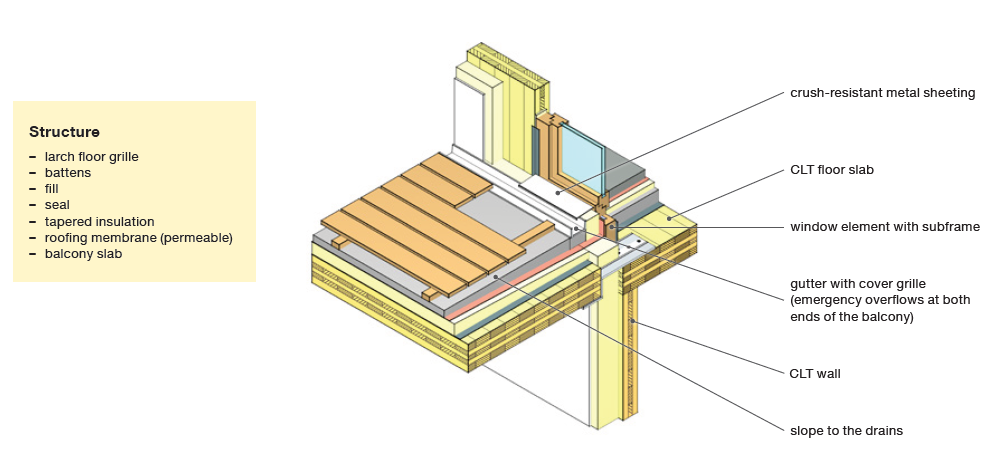 Structure
– larch floor grille
– battens
– fill
– seal
– tapered insulation
– roofing membrane (permeable)
– balcony slab
crush-resistant metal sheeting
CLT floor slab
window element with subframe
gutter with cover grille
(emergency overflows at both
ends of the balcony)
CLT wall
slope to the drains